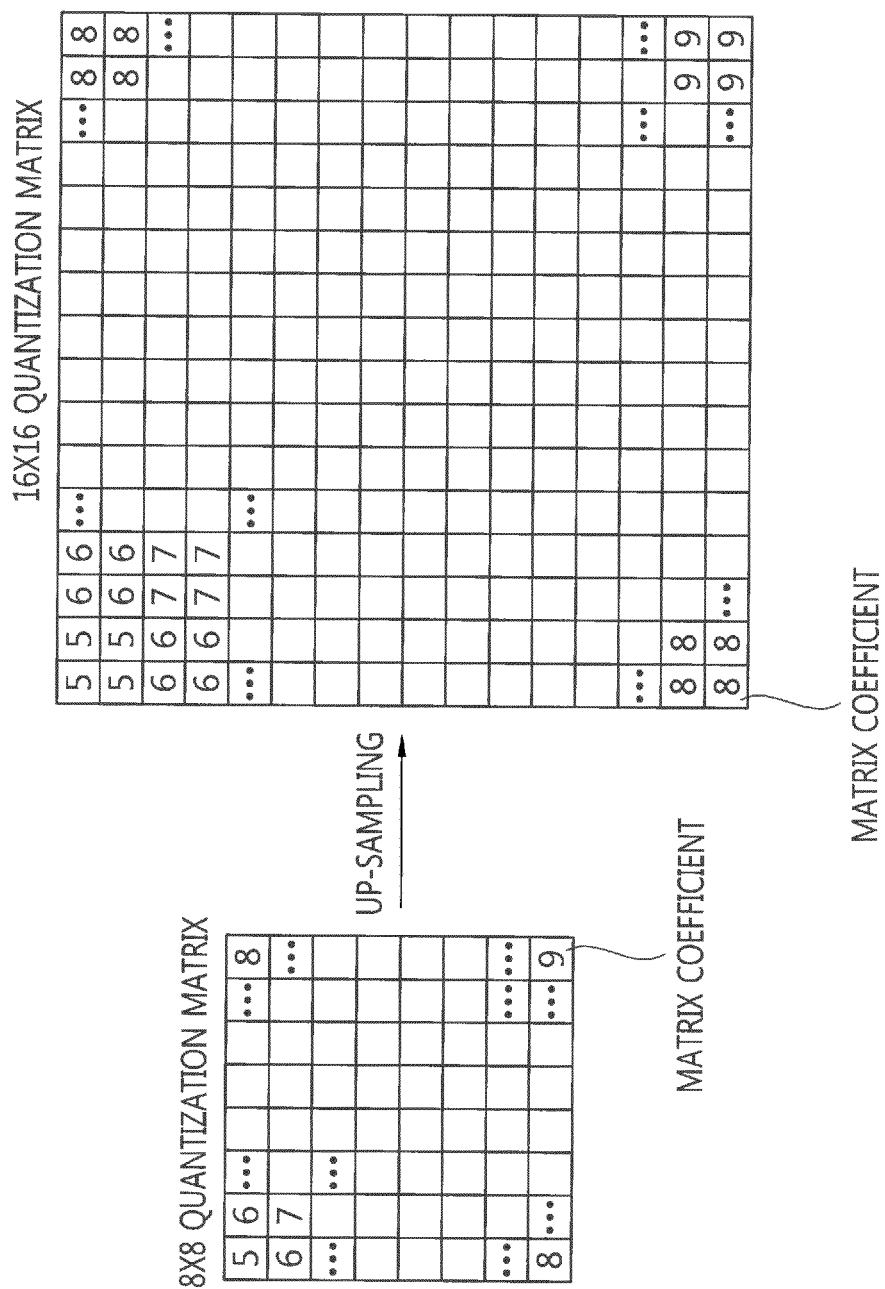 8X8 QUANTIZATION MATRIX
5 6 ... ... 8
6 7 ...
... ...
... .... ....
8 ... ... 9
MATRIX COEFFICIENT
UP-SAMPLING
16X16 QUANTIZATION MATRIX
5 5 6 6 ... ... 8 8
5 5 6 6 8 8
6 6 7 7 ...
6 6 7 7
... ...
... ... ...
8 8 9 9
8 8 ... ... 9 9
MATRIX COEFFICIENT